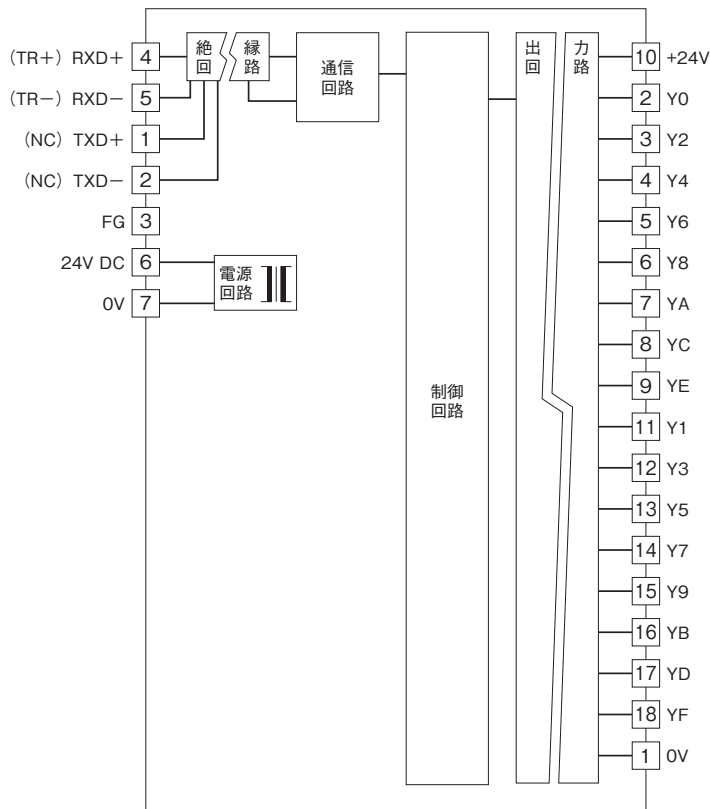 (TR+) RXD+ 4
(TR−) RXD− 5
(NC) TXD+ 1
(NC) TXD− 2
FG 3
24V DC 6
0V 7
絶縁
回路
通信
回路
電源
回路
制御
回路
出力
回路
10 +24V
2 Y0
3 Y2
4 Y4
5 Y6
6 Y8
7 YA
8 YC
9 YE
11 Y1
12 Y3
13 Y5
14 Y7
15 Y9
16 YB
17 YD
18 YF
1 0V